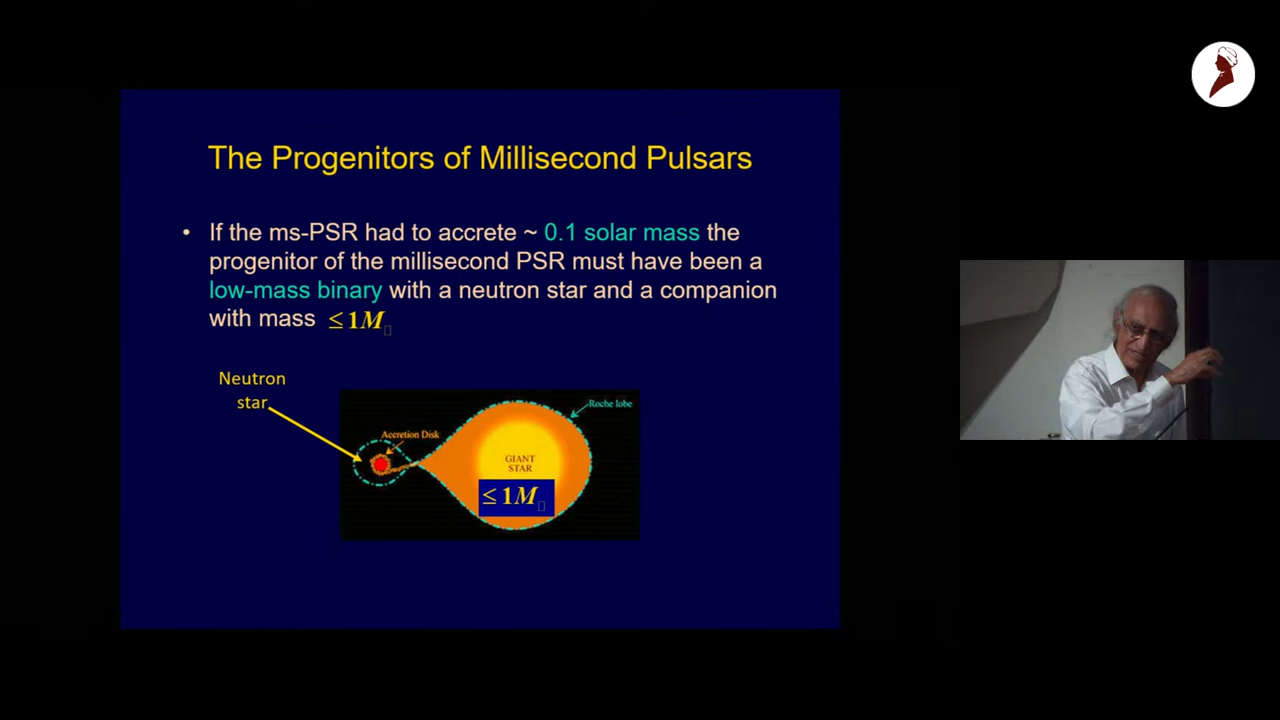 The Progenitors of Millisecond Pulsars
• If the ms-PSR had to accrete ~ 0.1 solar mass the
progenitor of the millisecond PSR must have been a
low-mass binary with a neutron star and a companion
with mass ≤ 1M▯
Neutron
star
Accretion Disk
Roche lobe
GIANT
STAR
≤ 1M▯